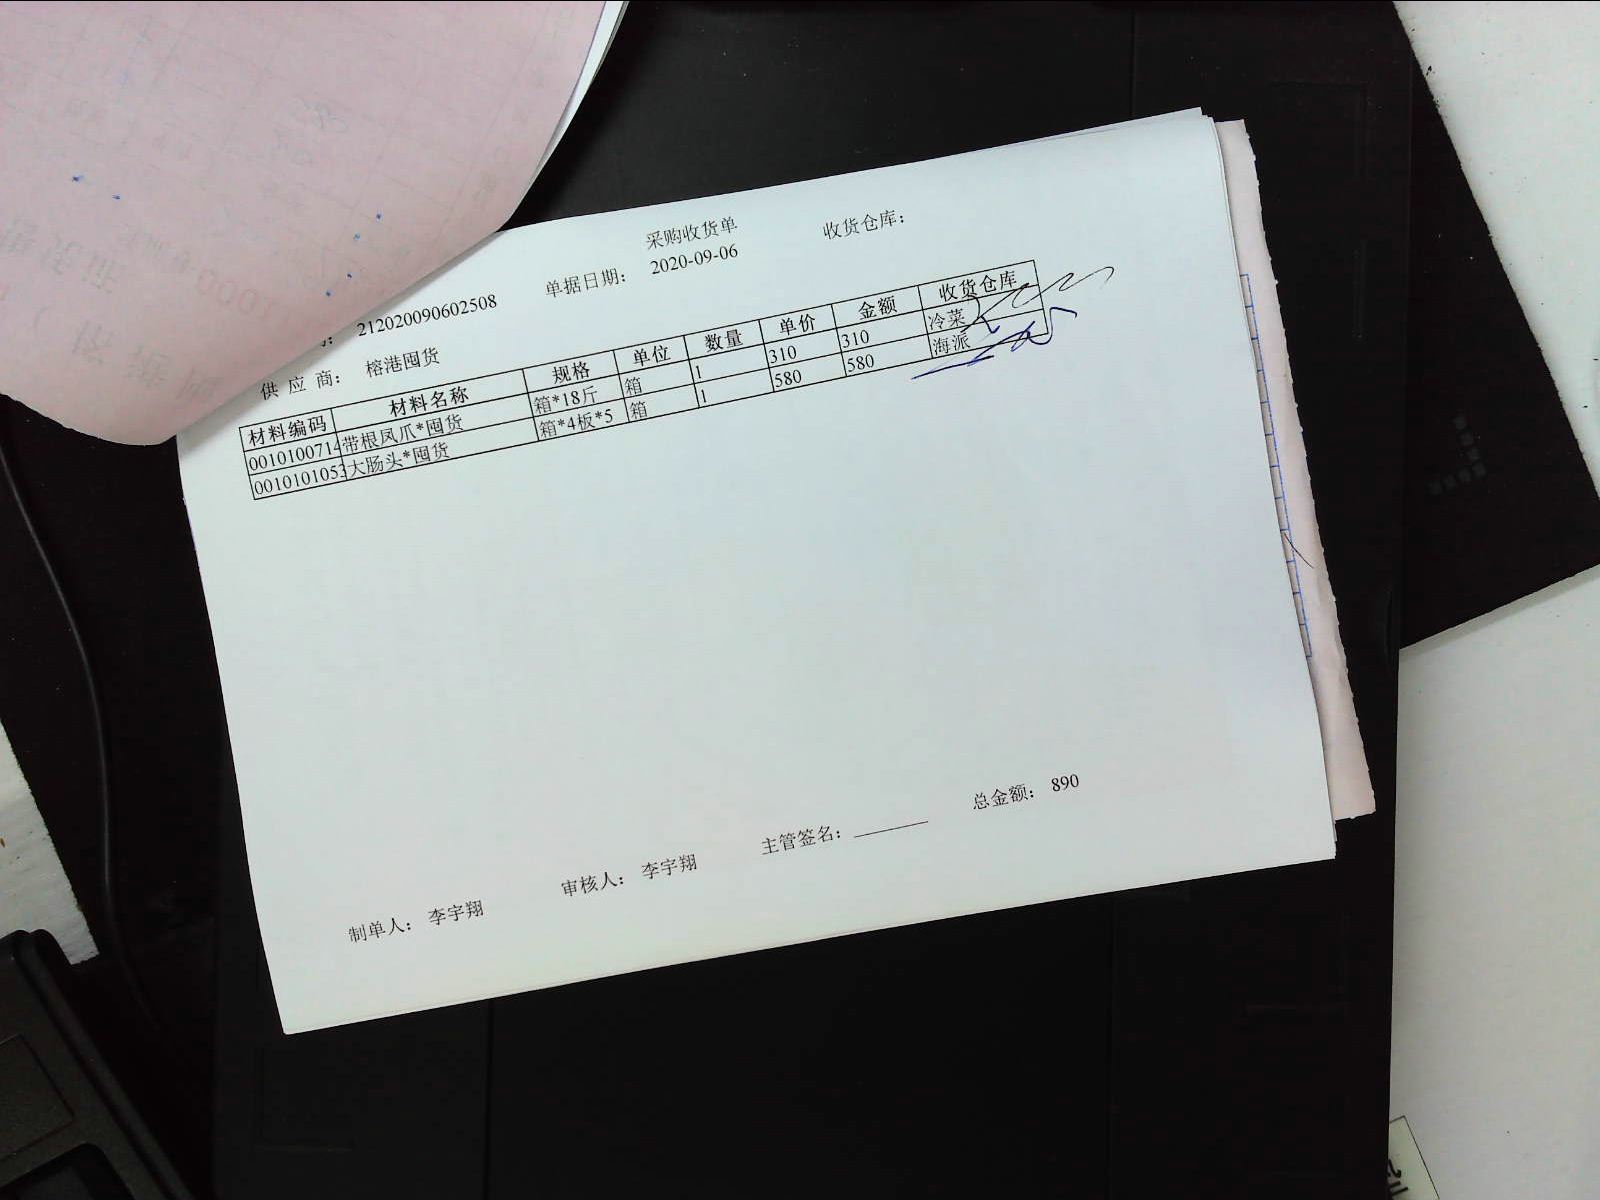 采购收货单
收货仓库：
单据日期： 2020-09-06
212020090602508
供 应 商： 榕港囤货
材料编码 材料名称 规格 单位 数量 单价 金额 收货仓库
0010100714 带根凤爪*囤货 箱*18斤 箱 1 310 310 冷菜
0010101053 大肠头*囤货 箱*4板*5 箱 1 580 580 海派
总金额： 890
制单人： 李宇翔 审核人： 李宇翔 主管签名：